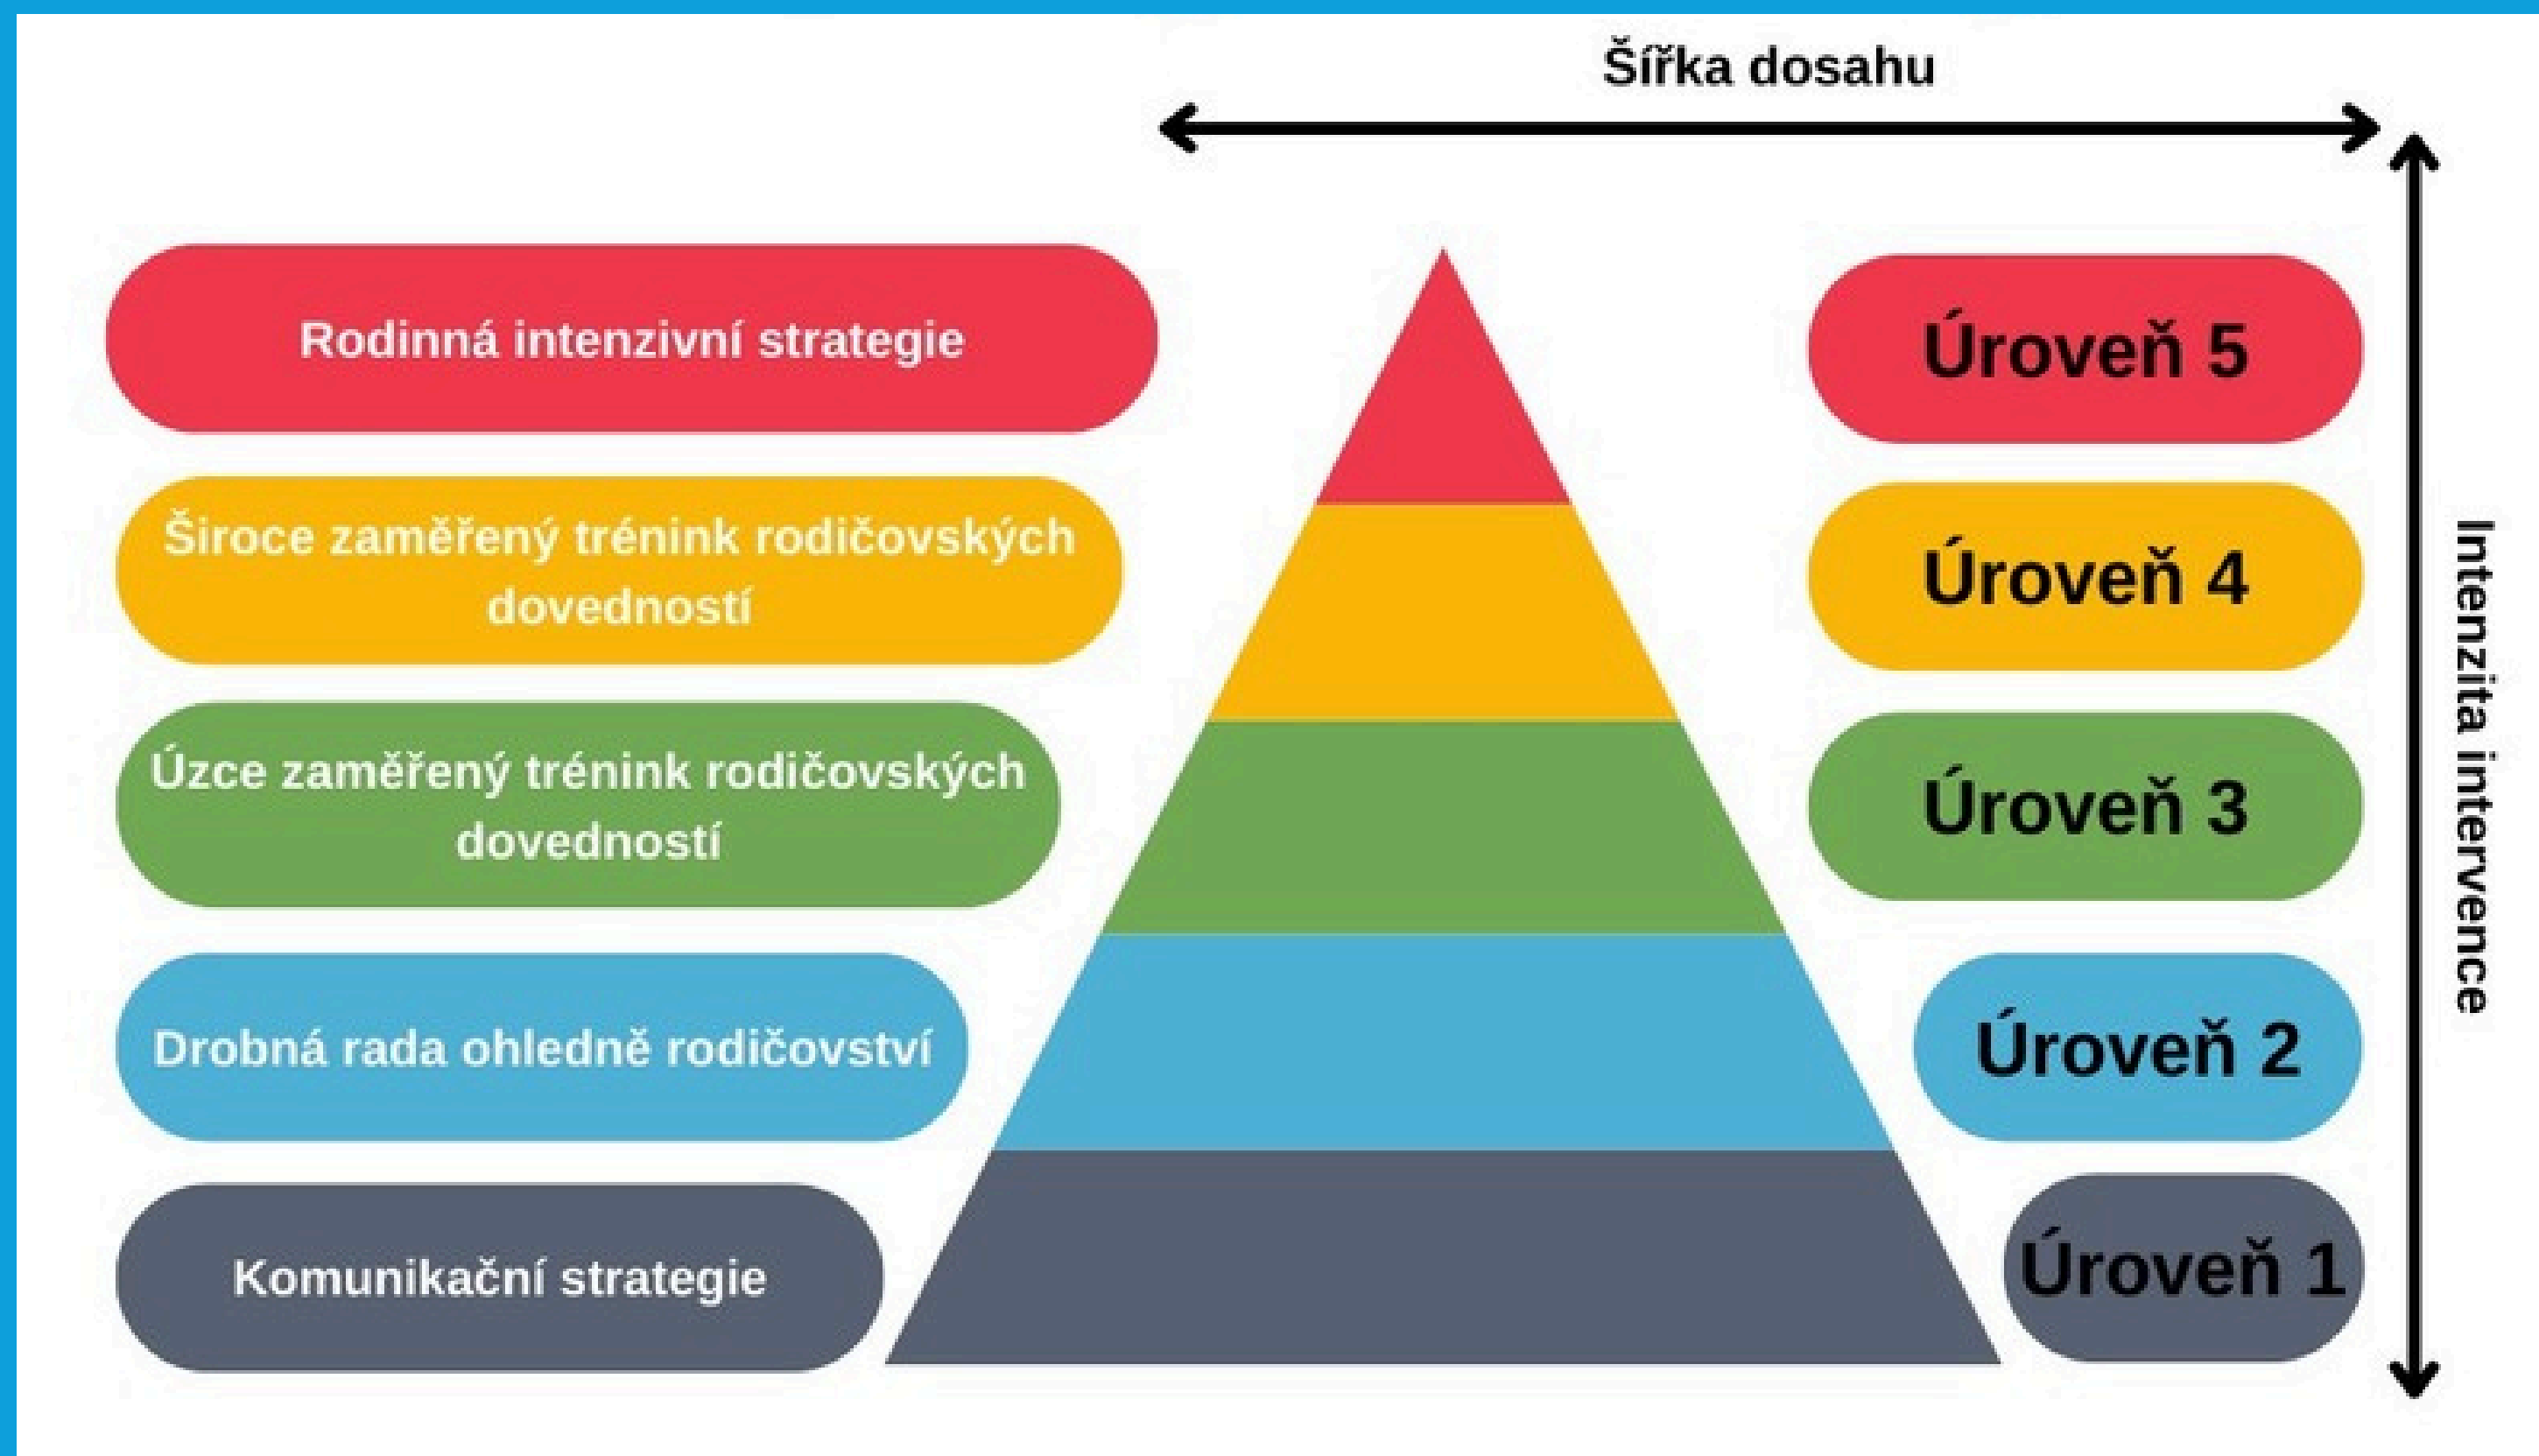 Šířka dosahu
Rodinná intenzivní strategie
Úroveň 5
Široce zaměřený trénink rodičovských
dovedností
Úroveň 4
Úzce zaměřený trénink rodičovských
dovedností
Úroveň 3
Drobná rada ohledně rodičovství
Úroveň 2
Komunikační strategie
Úroveň 1
Intenzita intervence